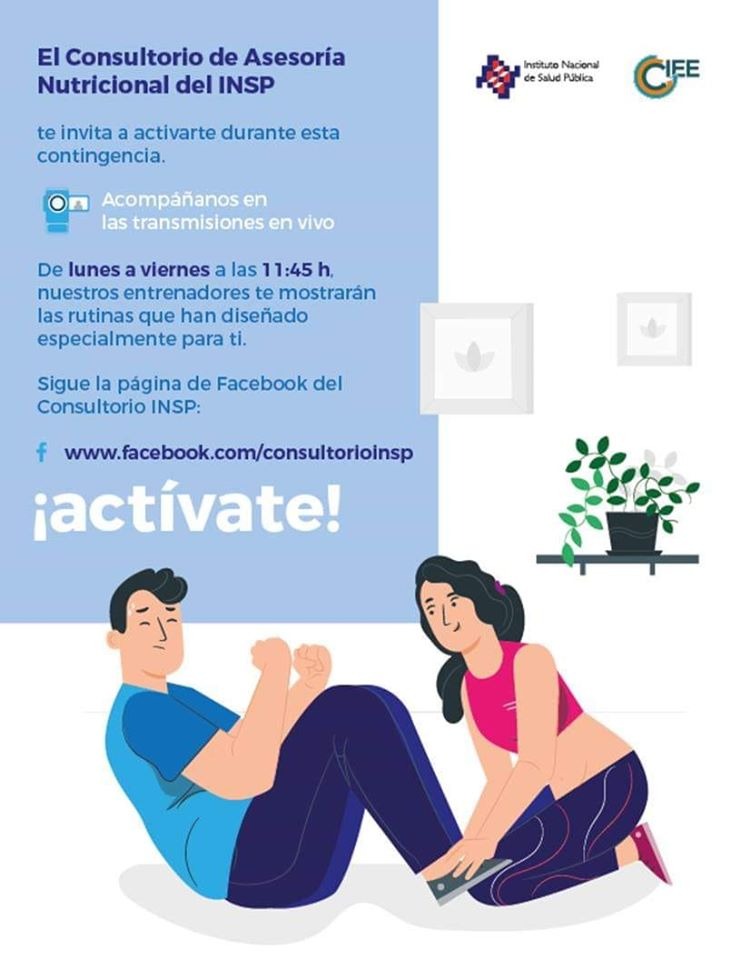 El Consultorio de Asesoría
Nutricional del INSP
te invita a activarte durante esta
contingencia.
Acompáñanos en
las transmisiones en vivo
De lunes a viernes a las 11:45 h,
nuestros entrenadores te mostrarán
las rutinas que han diseñado
especialmente para ti.
Sigue la página de Facebook del
Consultorio INSP:
f www.facebook.com/consultorioinsp
¡actívate!
Instituto Nacional
de Salud Pública
CIEE